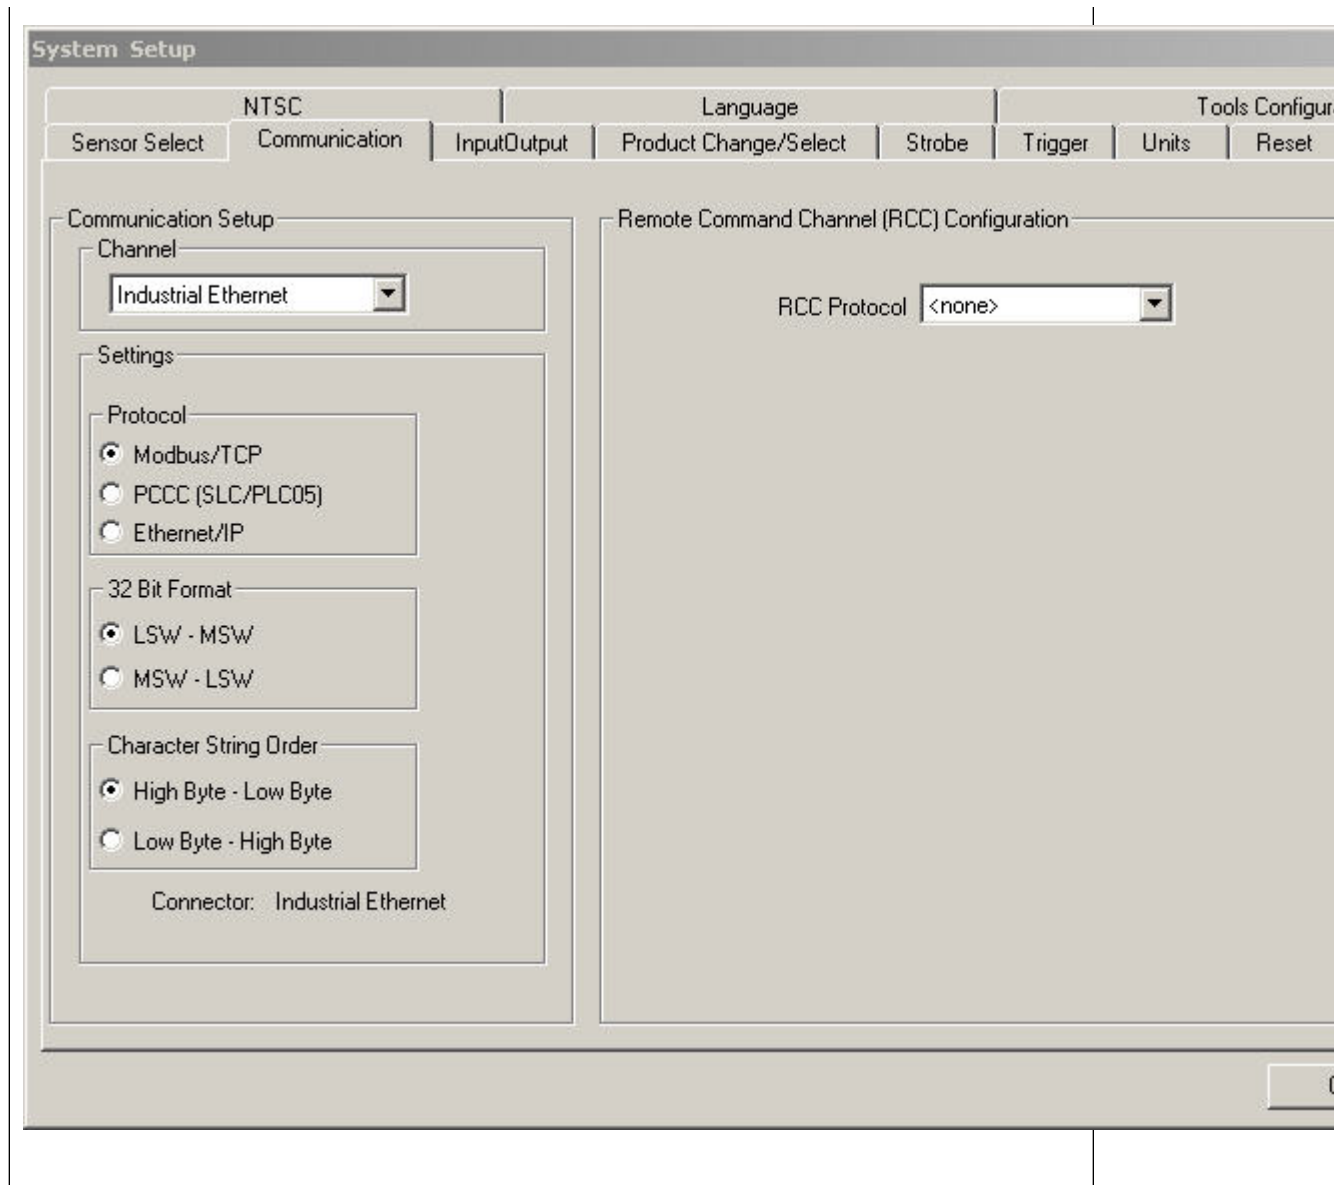 System Setup
NTSC
Language
Tools Configur
Sensor Select
Communication
InputOutput
Product Change/Select
Strobe
Trigger
Units
Reset
Communication Setup
Channel
Industrial Ethernet
Settings
Protocol
Modbus/TCP
PCCC (SLC/PLC05)
Ethernet/IP
32 Bit Format
LSW - MSW
MSW - LSW
Character String Order
High Byte - Low Byte
Low Byte - High Byte
Connector: Industrial Ethernet
Remote Command Channel (RCC) Configuration
RCC Protocol <none>